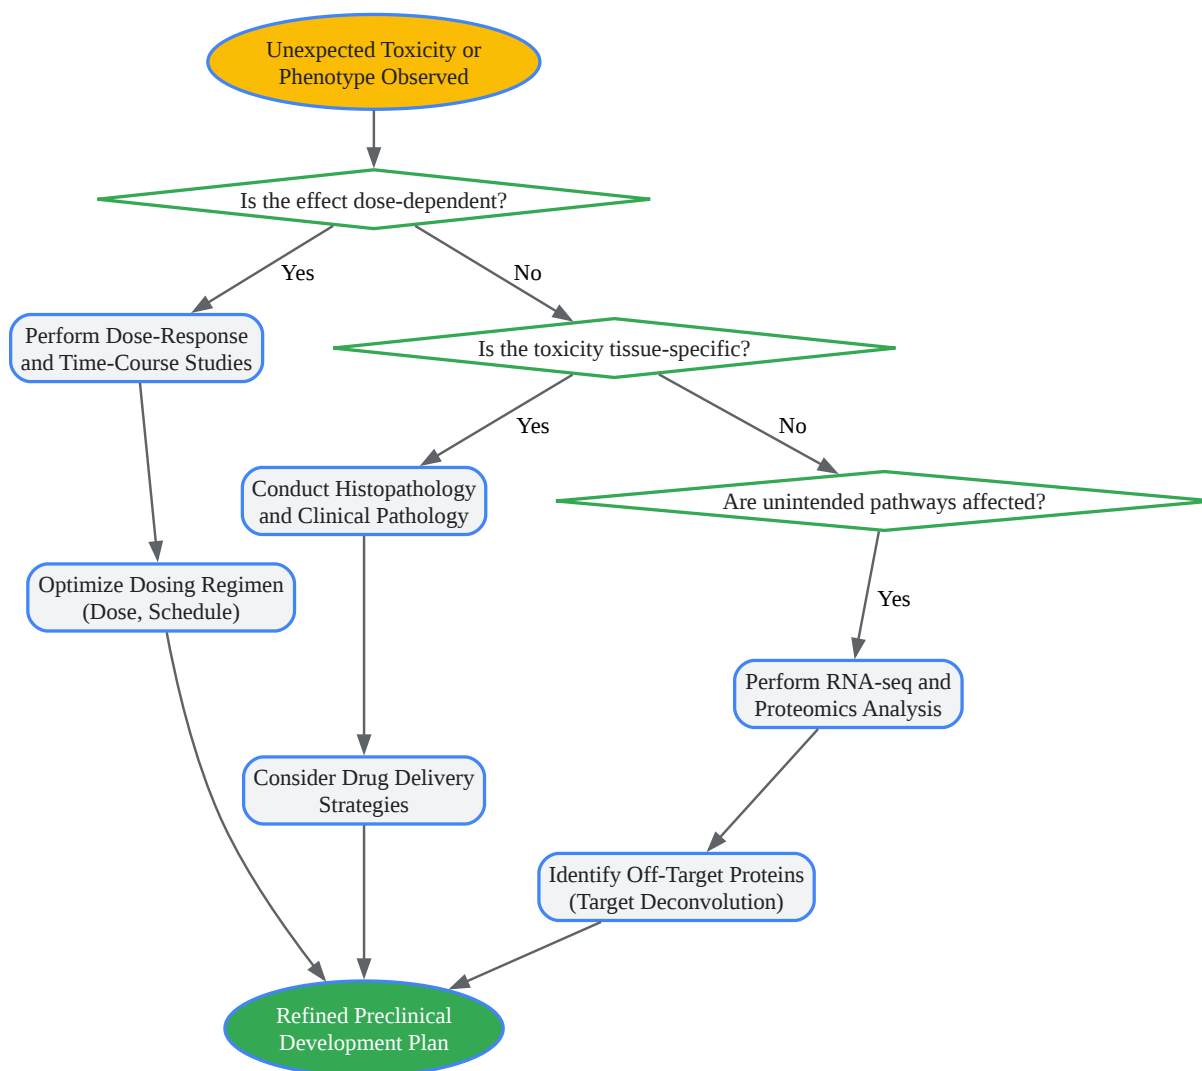 Unexpected Toxicity or
Phenotype Observed
Is the effect dose-dependent?
Yes
No
Perform Dose-Response
and Time-Course Studies
Is the toxicity tissue-specific?
Yes
No
Conduct Histopathology
and Clinical Pathology
Are unintended pathways affected?
Optimize Dosing Regimen
(Dose, Schedule)
Yes
Perform RNA-seq and
Proteomics Analysis
Consider Drug Delivery
Strategies
Identify Off-Target Proteins
(Target Deconvolution)
Refined Preclinical
Development Plan